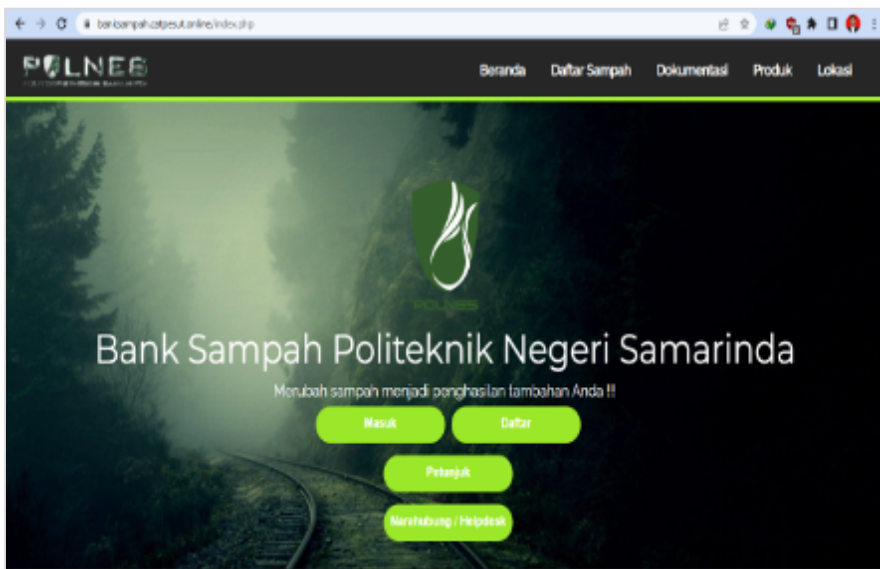 POLNES
Beranda Daftar Sampah Dokumentasi Produk Lokasi
POLNES
Bank Sampah Politeknik Negeri Samarinda
Merubah sampah menjadi penghasilan tambahan Anda !!!
Masuk Daftar
Petunjuk
Narahubung / Helpdesk